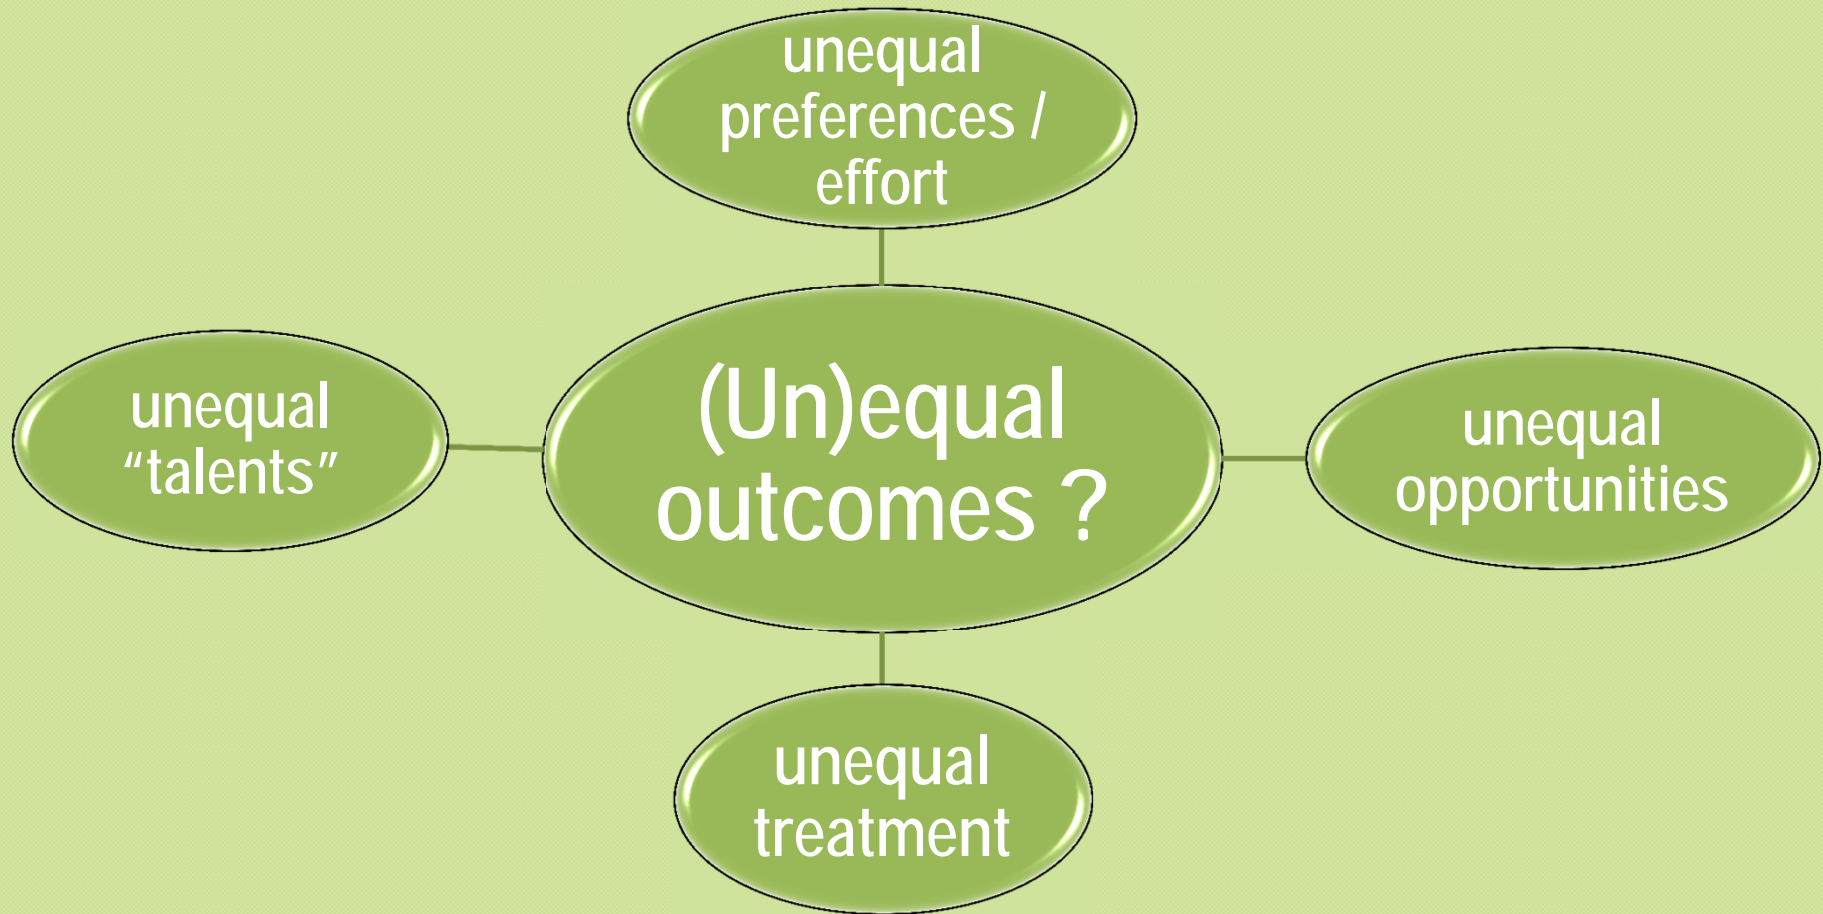 unequal
preferences /
effort
unequal
“talents”
(Un)equal
outcomes ?
unequal
opportunities
unequal
treatment